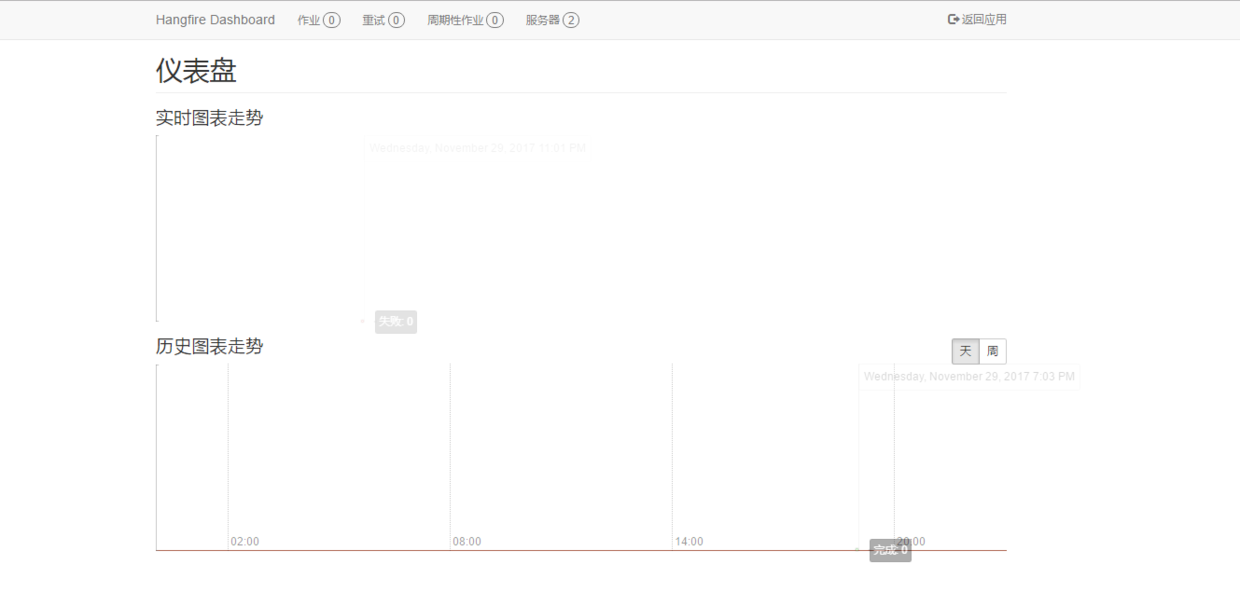 Hangfire Dashboard 作业 0 重试 0 周期性作业 0 服务器 2 返回应用
仪表盘
实时图表走势
Wednesday, November 29, 2017 11:01 PM
失败: 0
历史图表走势 天 周
Wednesday, November 29, 2017 7:03 PM
02:00 08:00 14:00 20:00
完成: 0